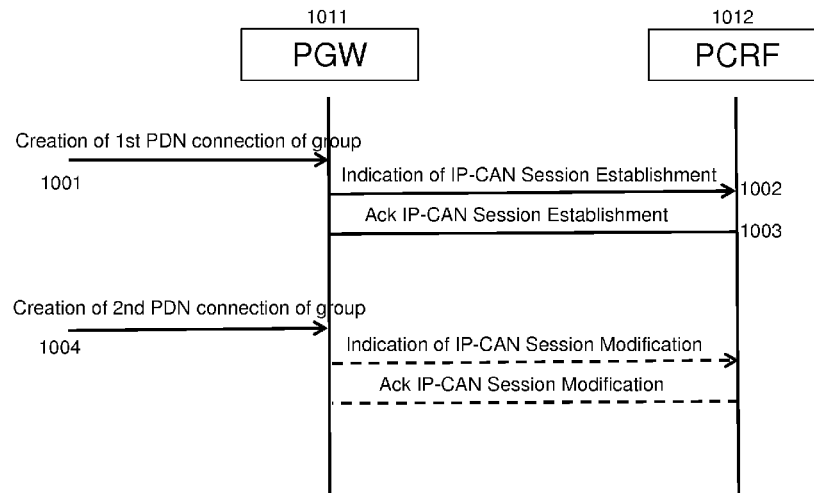 1011
1012
PGW
PCRF
Creation of 1st PDN connection of group
1001
Indication of IP-CAN Session Establishment
1002
Ack IP-CAN Session Establishment
1003
Creation of 2nd PDN connection of group
1004
Indication of IP-CAN Session Modification
Ack IP-CAN Session Modification